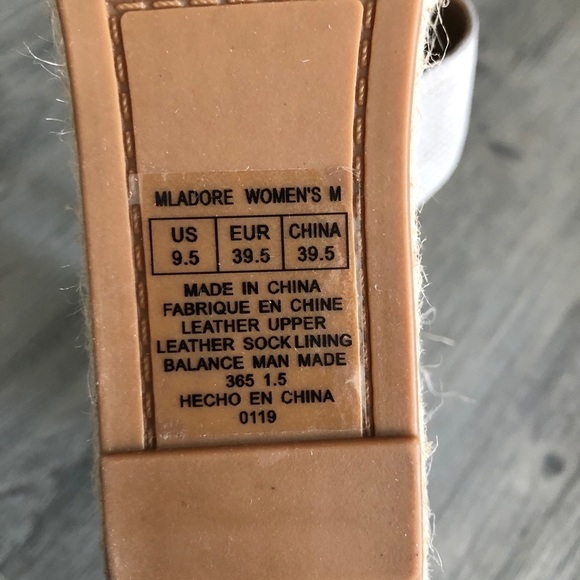 MLADORE WOMEN'S M
US EUR CHINA
9.5 39.5 39.5
MADE IN CHINA
FABRIQUE EN CHINE
LEATHER UPPER
LEATHER SOCK LINING
BALANCE MAN MADE
365 1.5
HECHO EN CHINA
0119